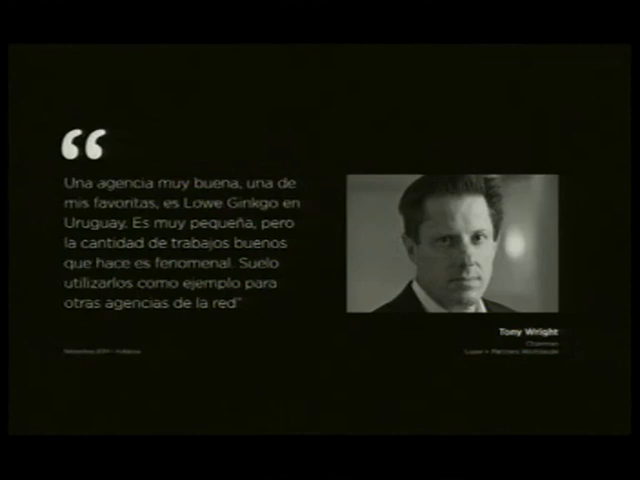 “
Una agencia muy buena, una de
mis favoritas, es Lowe Ginkgo en
Uruguay. Es muy pequeña, pero
la cantidad de trabajos buenos
que hace es fenomenal. Suelo
utilizarlos como ejemplo para
otras agencias de la red”
Tony Wright
Chairman
Lowe + Partners Worldwide